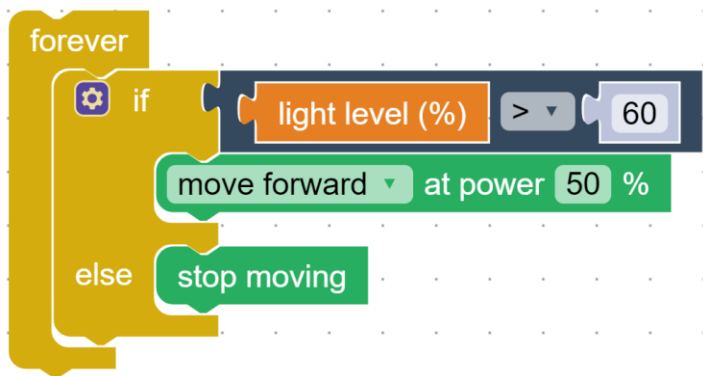 forever
if light level (%) > 60
move forward at power 50 %
else stop moving